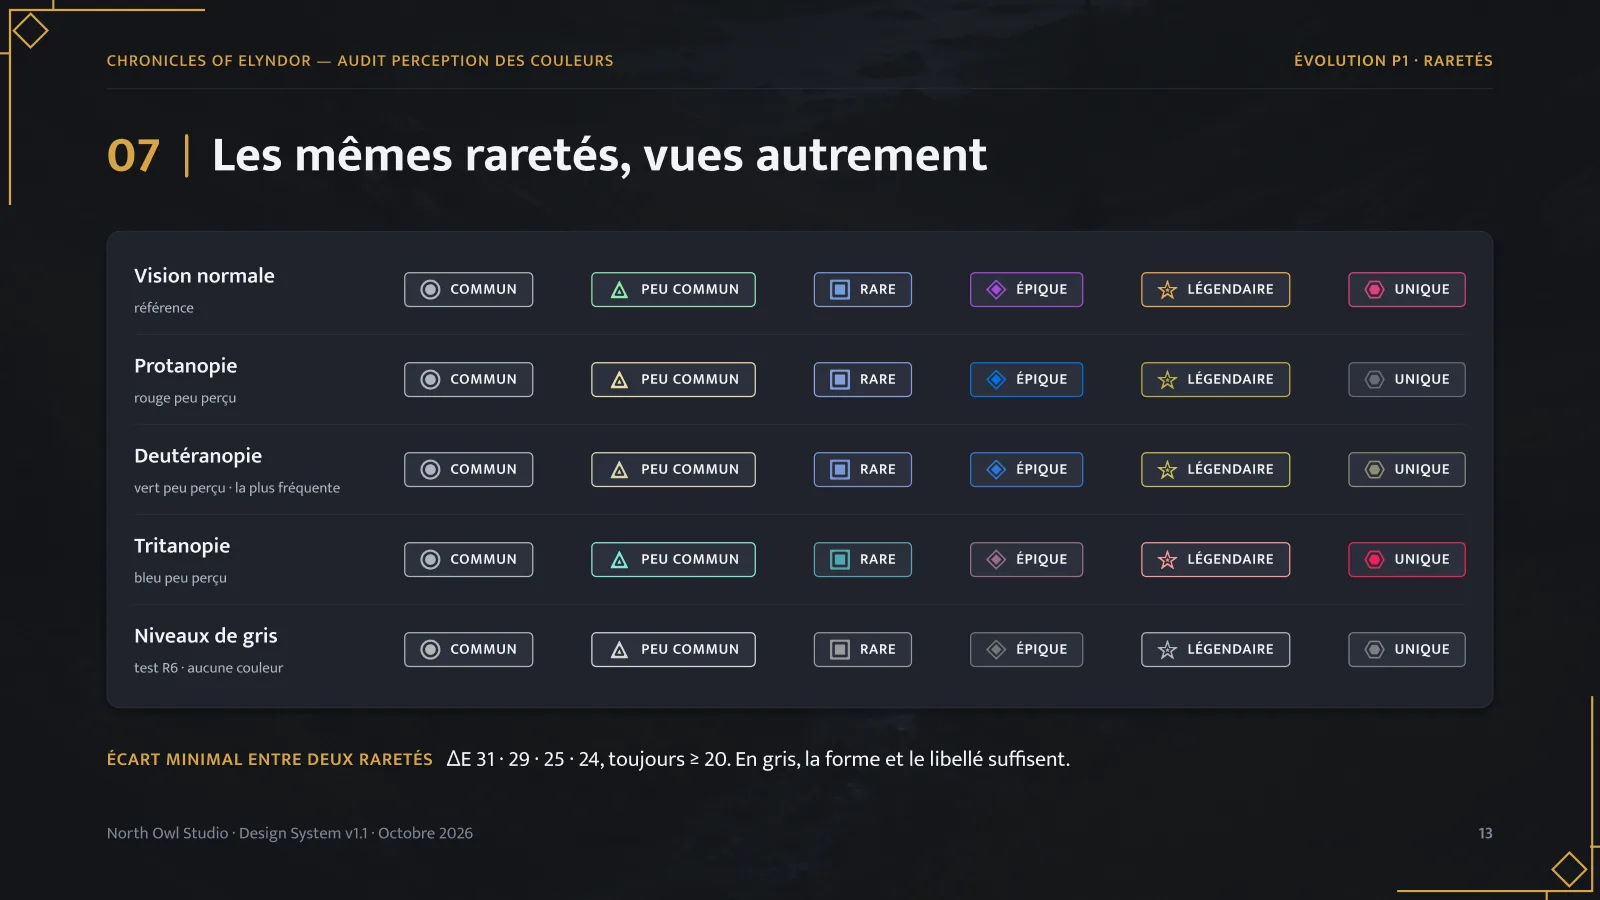 CHRONICLES OF ELYNDOR — AUDIT PERCEPTION DES COULEURS
ÉVOLUTION P1 · RARETÉS
07 | Les mêmes raretés, vues autrement
Vision normale
référence
COMMUN PEU COMMUN RARE ÉPIQUE LÉGENDAIRE UNIQUE
Protanopie
rouge peu perçu
COMMUN PEU COMMUN RARE ÉPIQUE LÉGENDAIRE UNIQUE
Deutéranopie
vert peu perçu · la plus fréquente
COMMUN PEU COMMUN RARE ÉPIQUE LÉGENDAIRE UNIQUE
Tritanopie
bleu peu perçu
COMMUN PEU COMMUN RARE ÉPIQUE LÉGENDAIRE UNIQUE
Niveaux de gris
test R6 · aucune couleur
COMMUN PEU COMMUN RARE ÉPIQUE LÉGENDAIRE UNIQUE
ÉCART MINIMAL ENTRE DEUX RARETÉS ΔE 31 · 29 · 25 · 24, toujours ≥ 20. En gris, la forme et le libellé suffisent.
North Owl Studio · Design System v1.1 · Octobre 2026
13